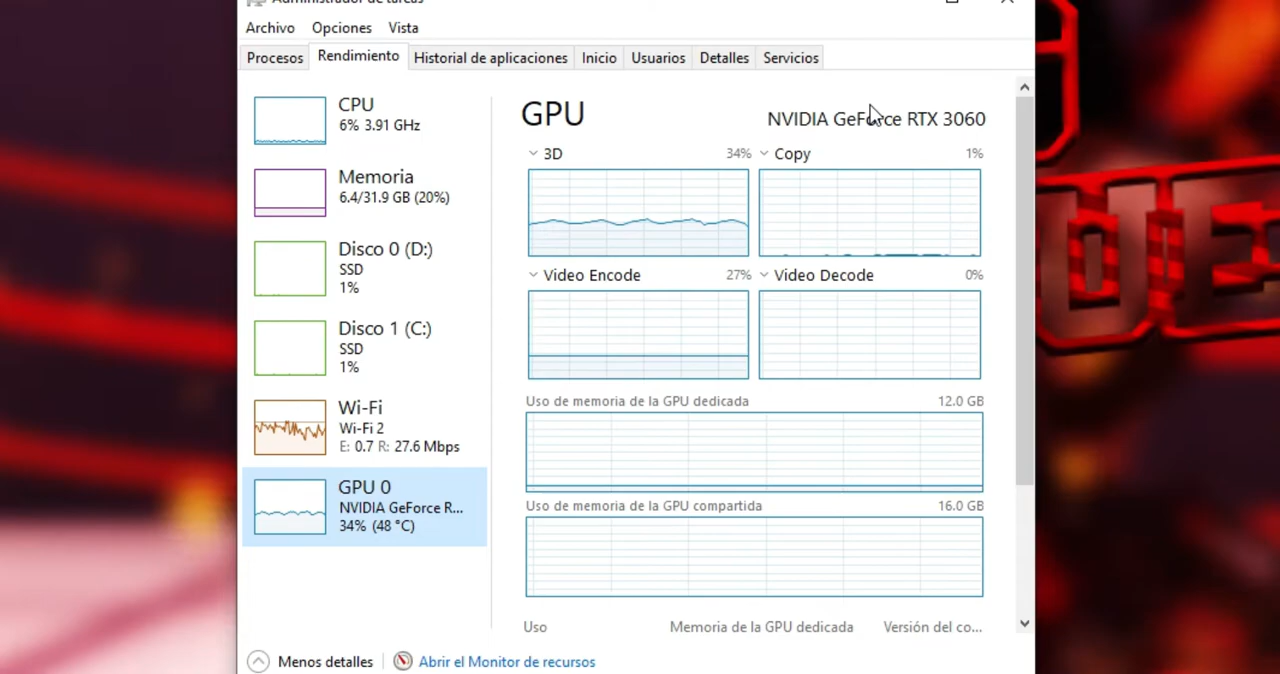 Administrador de tareas
Archivo Opciones Vista
Procesos Rendimiento Historial de aplicaciones Inicio Usuarios Detalles Servicios
CPU
6% 3.91 GHz
Memoria
6.4/31.9 GB (20%)
Disco 0 (D:)
SSD
1%
Disco 1 (C:)
SSD
1%
Wi-Fi
Wi-Fi 2
E: 0.7 R: 27.6 Mbps
GPU 0
NVIDIA GeForce R...
34% (48 °C)
GPU NVIDIA GeForce RTX 3060
3D 34% Copy 1%
Video Encode 27% Video Decode 0%
Uso de memoria de la GPU dedicada 12.0 GB
Uso de memoria de la GPU compartida 16.0 GB
Uso Memoria de la GPU dedicada Versión del co...
Menos detalles Abrir el Monitor de recursos